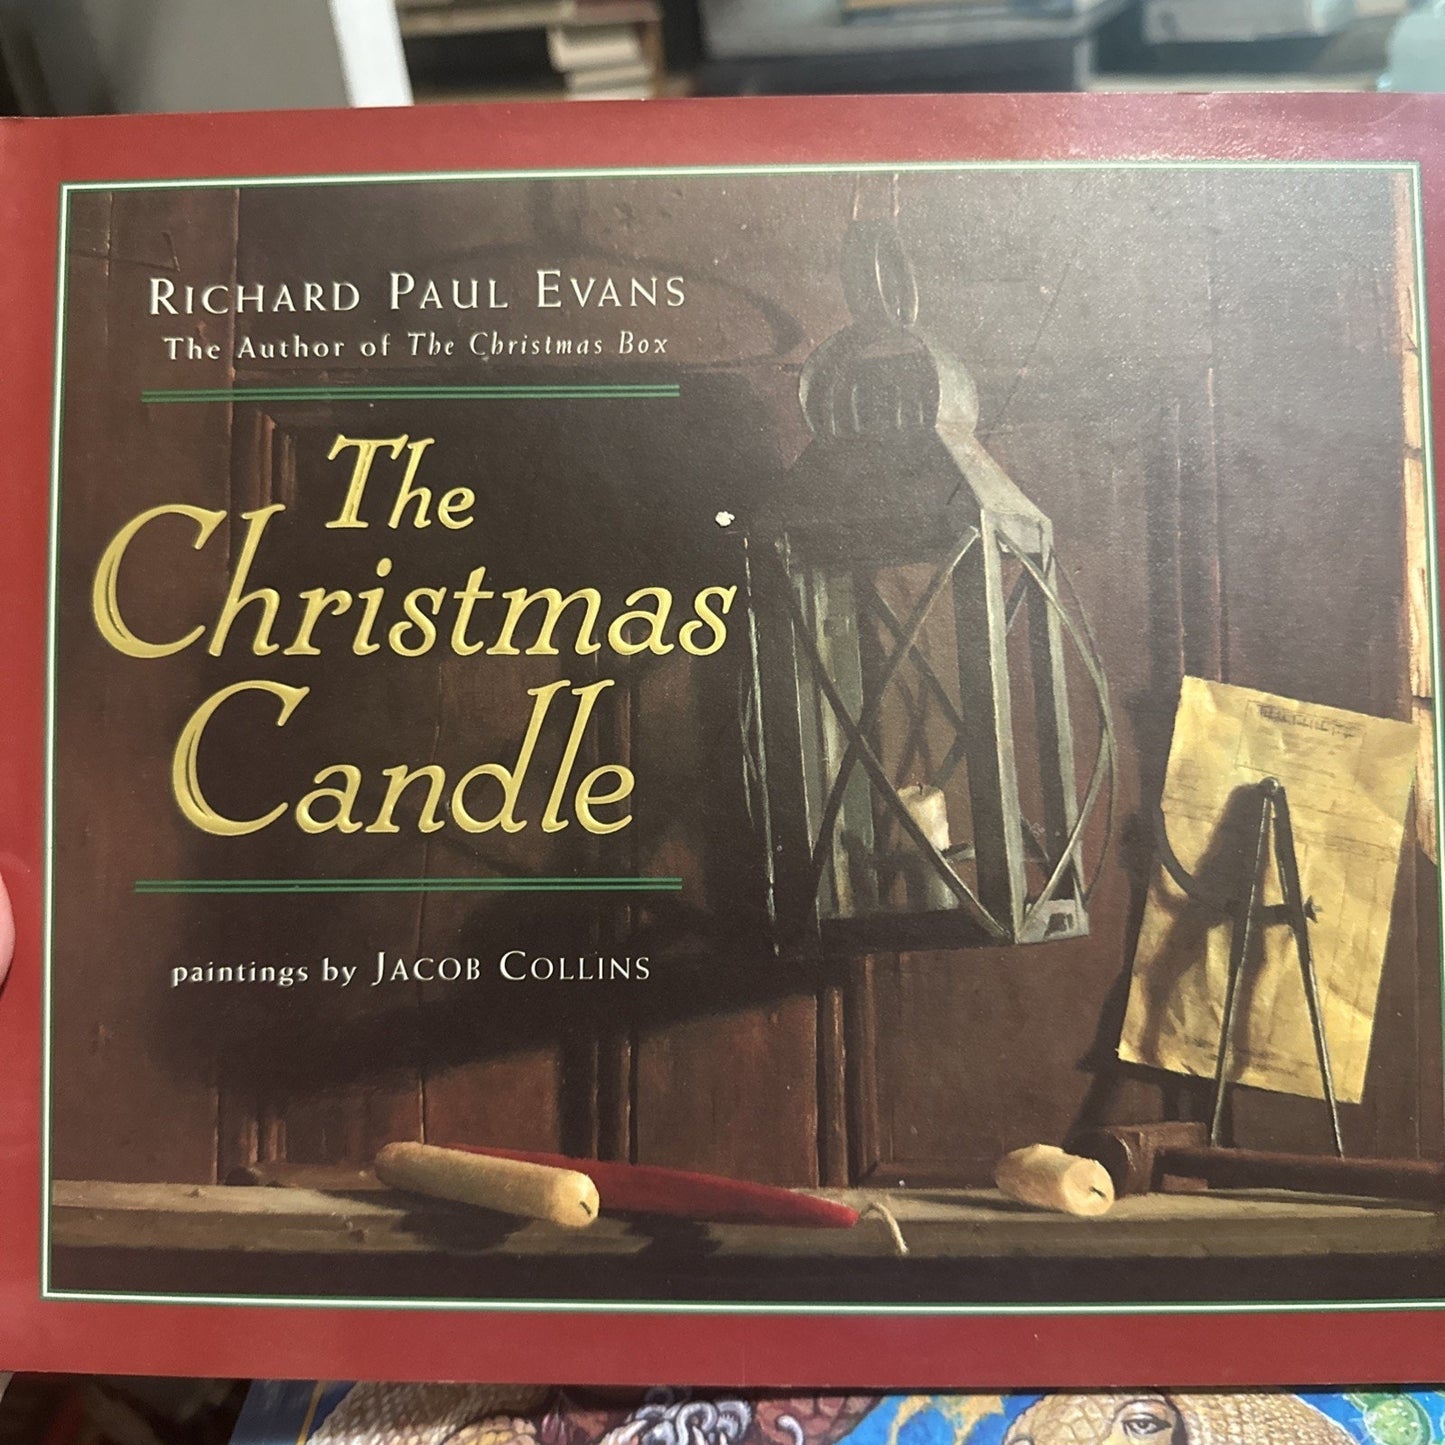 RICHARD PAUL EVANS
The Author of The Christmas Box
The
Christmas
Candle
paintings by JACOB COLLINS